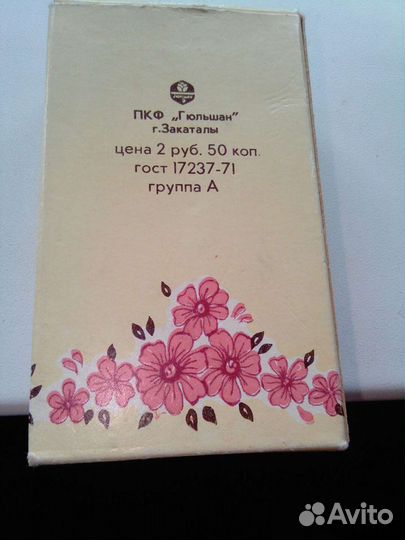 ПКФ „Гюльшан"
г.Закаталы
цена 2 руб. 50 коп.
гост 17237-71
группа А
Avito